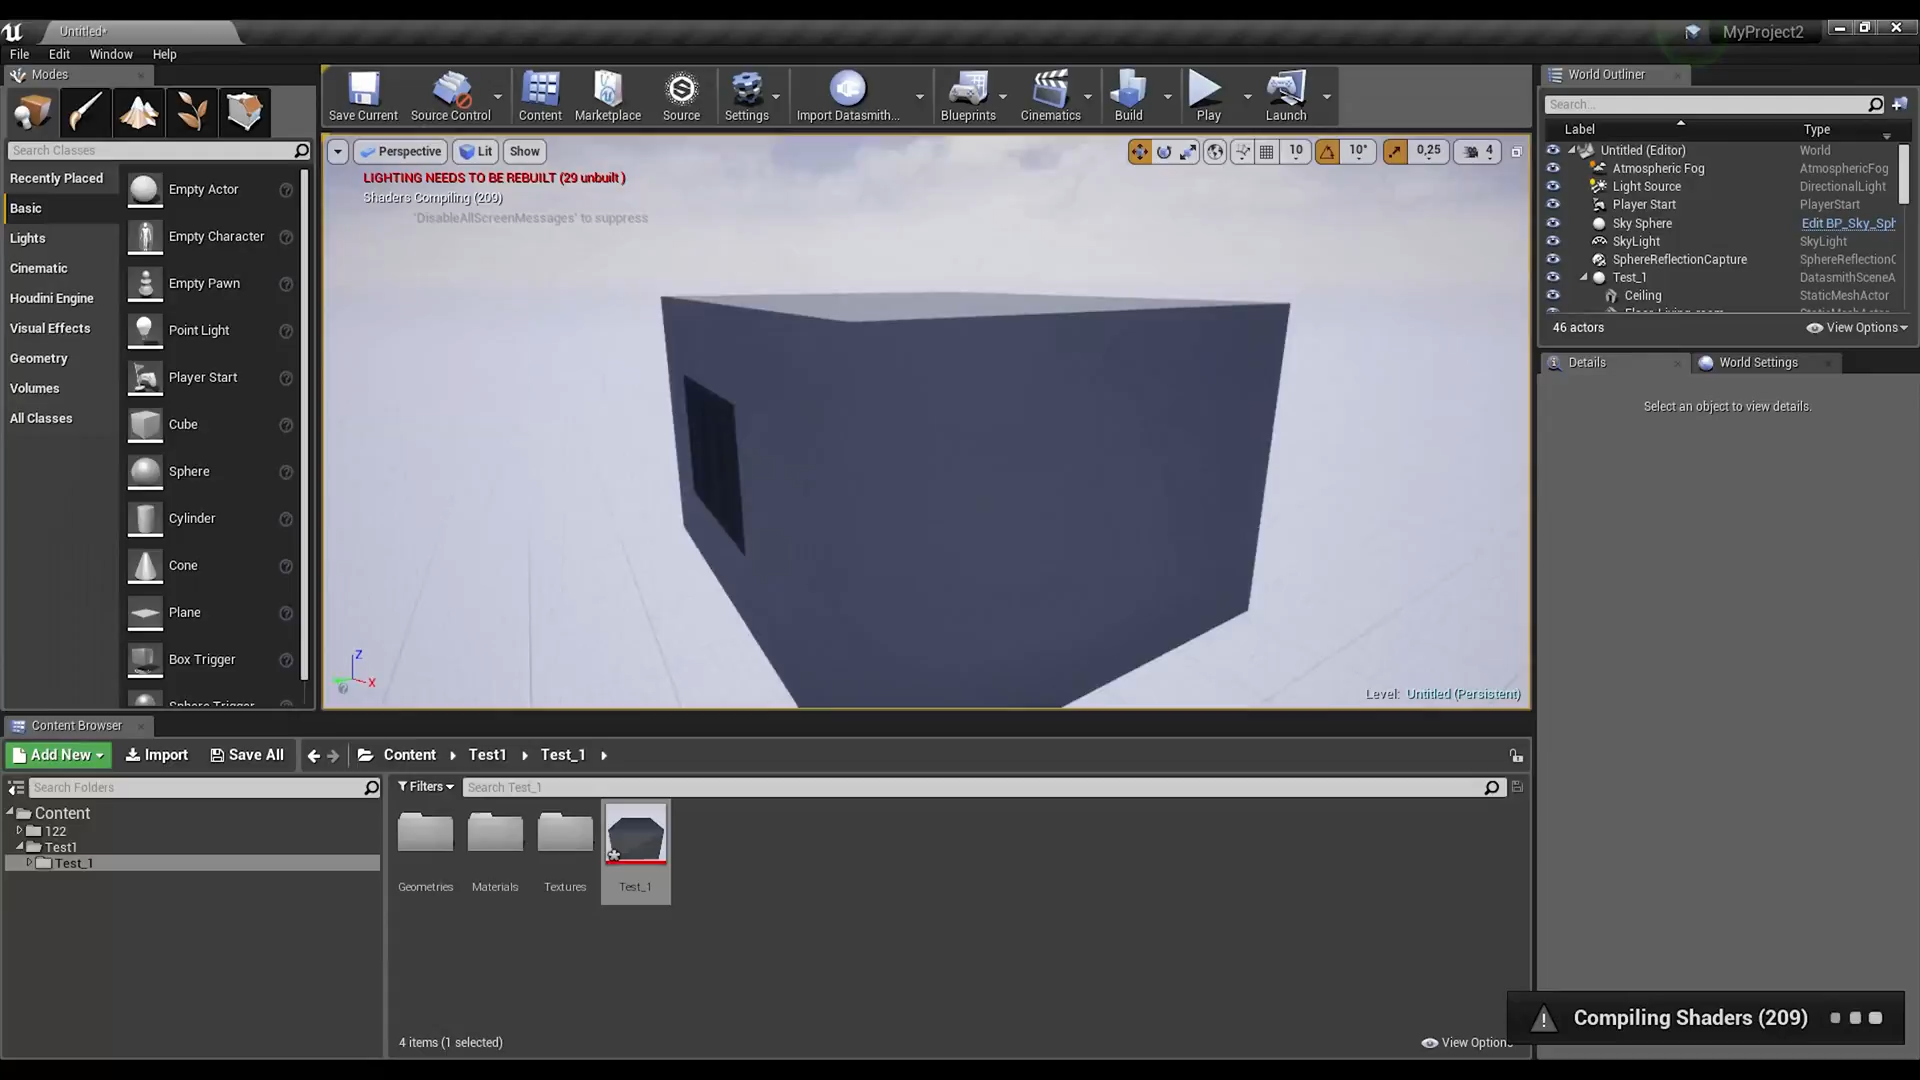 Untitled*
MyProject2
File Edit Window Help
Modes
Search Classes
Recently Placed
Basic
Lights
Cinematic
Houdini Engine
Visual Effects
Geometry
Volumes
All Classes
Empty Actor
Empty Character
Empty Pawn
Point Light
Player Start
Cube
Sphere
Cylinder
Cone
Plane
Box Trigger
Sphere Trigger
Save Current Source Control Content Marketplace Source Settings Import Datasmith... Blueprints Cinematics Build Play Launch
Perspective Lit Show 10 10° 0,25 4
LIGHTING NEEDS TO BE REBUILT (29 unbuilt )
Shaders Compiling (209)
'DisableAllScreenMessages' to suppress
Z
X
Level: Untitled (Persistent)
World Outliner
Search...
Label Type
Untitled (Editor) World
Atmospheric Fog AtmosphericFog
Light Source DirectionalLight
Player Start PlayerStart
Sky Sphere Edit BP_Sky_Sph
SkyLight SkyLight
SphereReflectionCapture SphereReflectionC
Test_1 DatasmithSceneA
Ceiling StaticMeshActor
46 actors View Options
Details World Settings
Select an object to view details.
Content Browser
Add New Import Save All Content Test1 Test_1
Search Folders
Content
122
Test1
Test_1
Filters Search Test_1
Geometries Materials Textures Test_1
4 items (1 selected) View Options
Compiling Shaders (209)